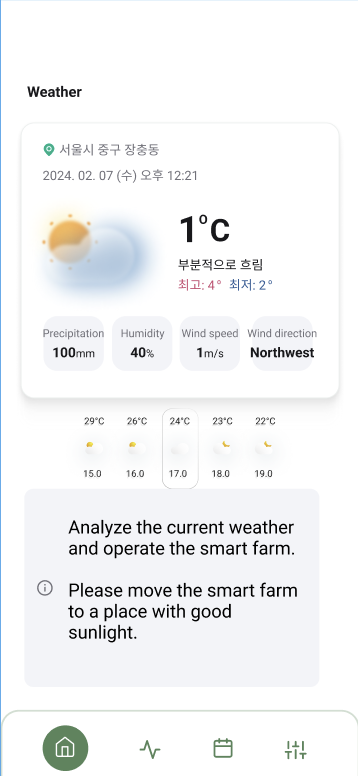 Weather
서울시 중구 장충동
2024. 02. 07 (수) 오후 12:21
1°C
부분적으로 흐림
최고: 4° 최저: 2°
Precipitation Humidity Wind speed Wind direction
100mm 40% 1m/s Northwest
29°C 26°C 24°C 23°C 22°C
15.0 16.0 17.0 18.0 19.0
Analyze the current weather
and operate the smart farm.
Please move the smart farm
to a place with good
sunlight.